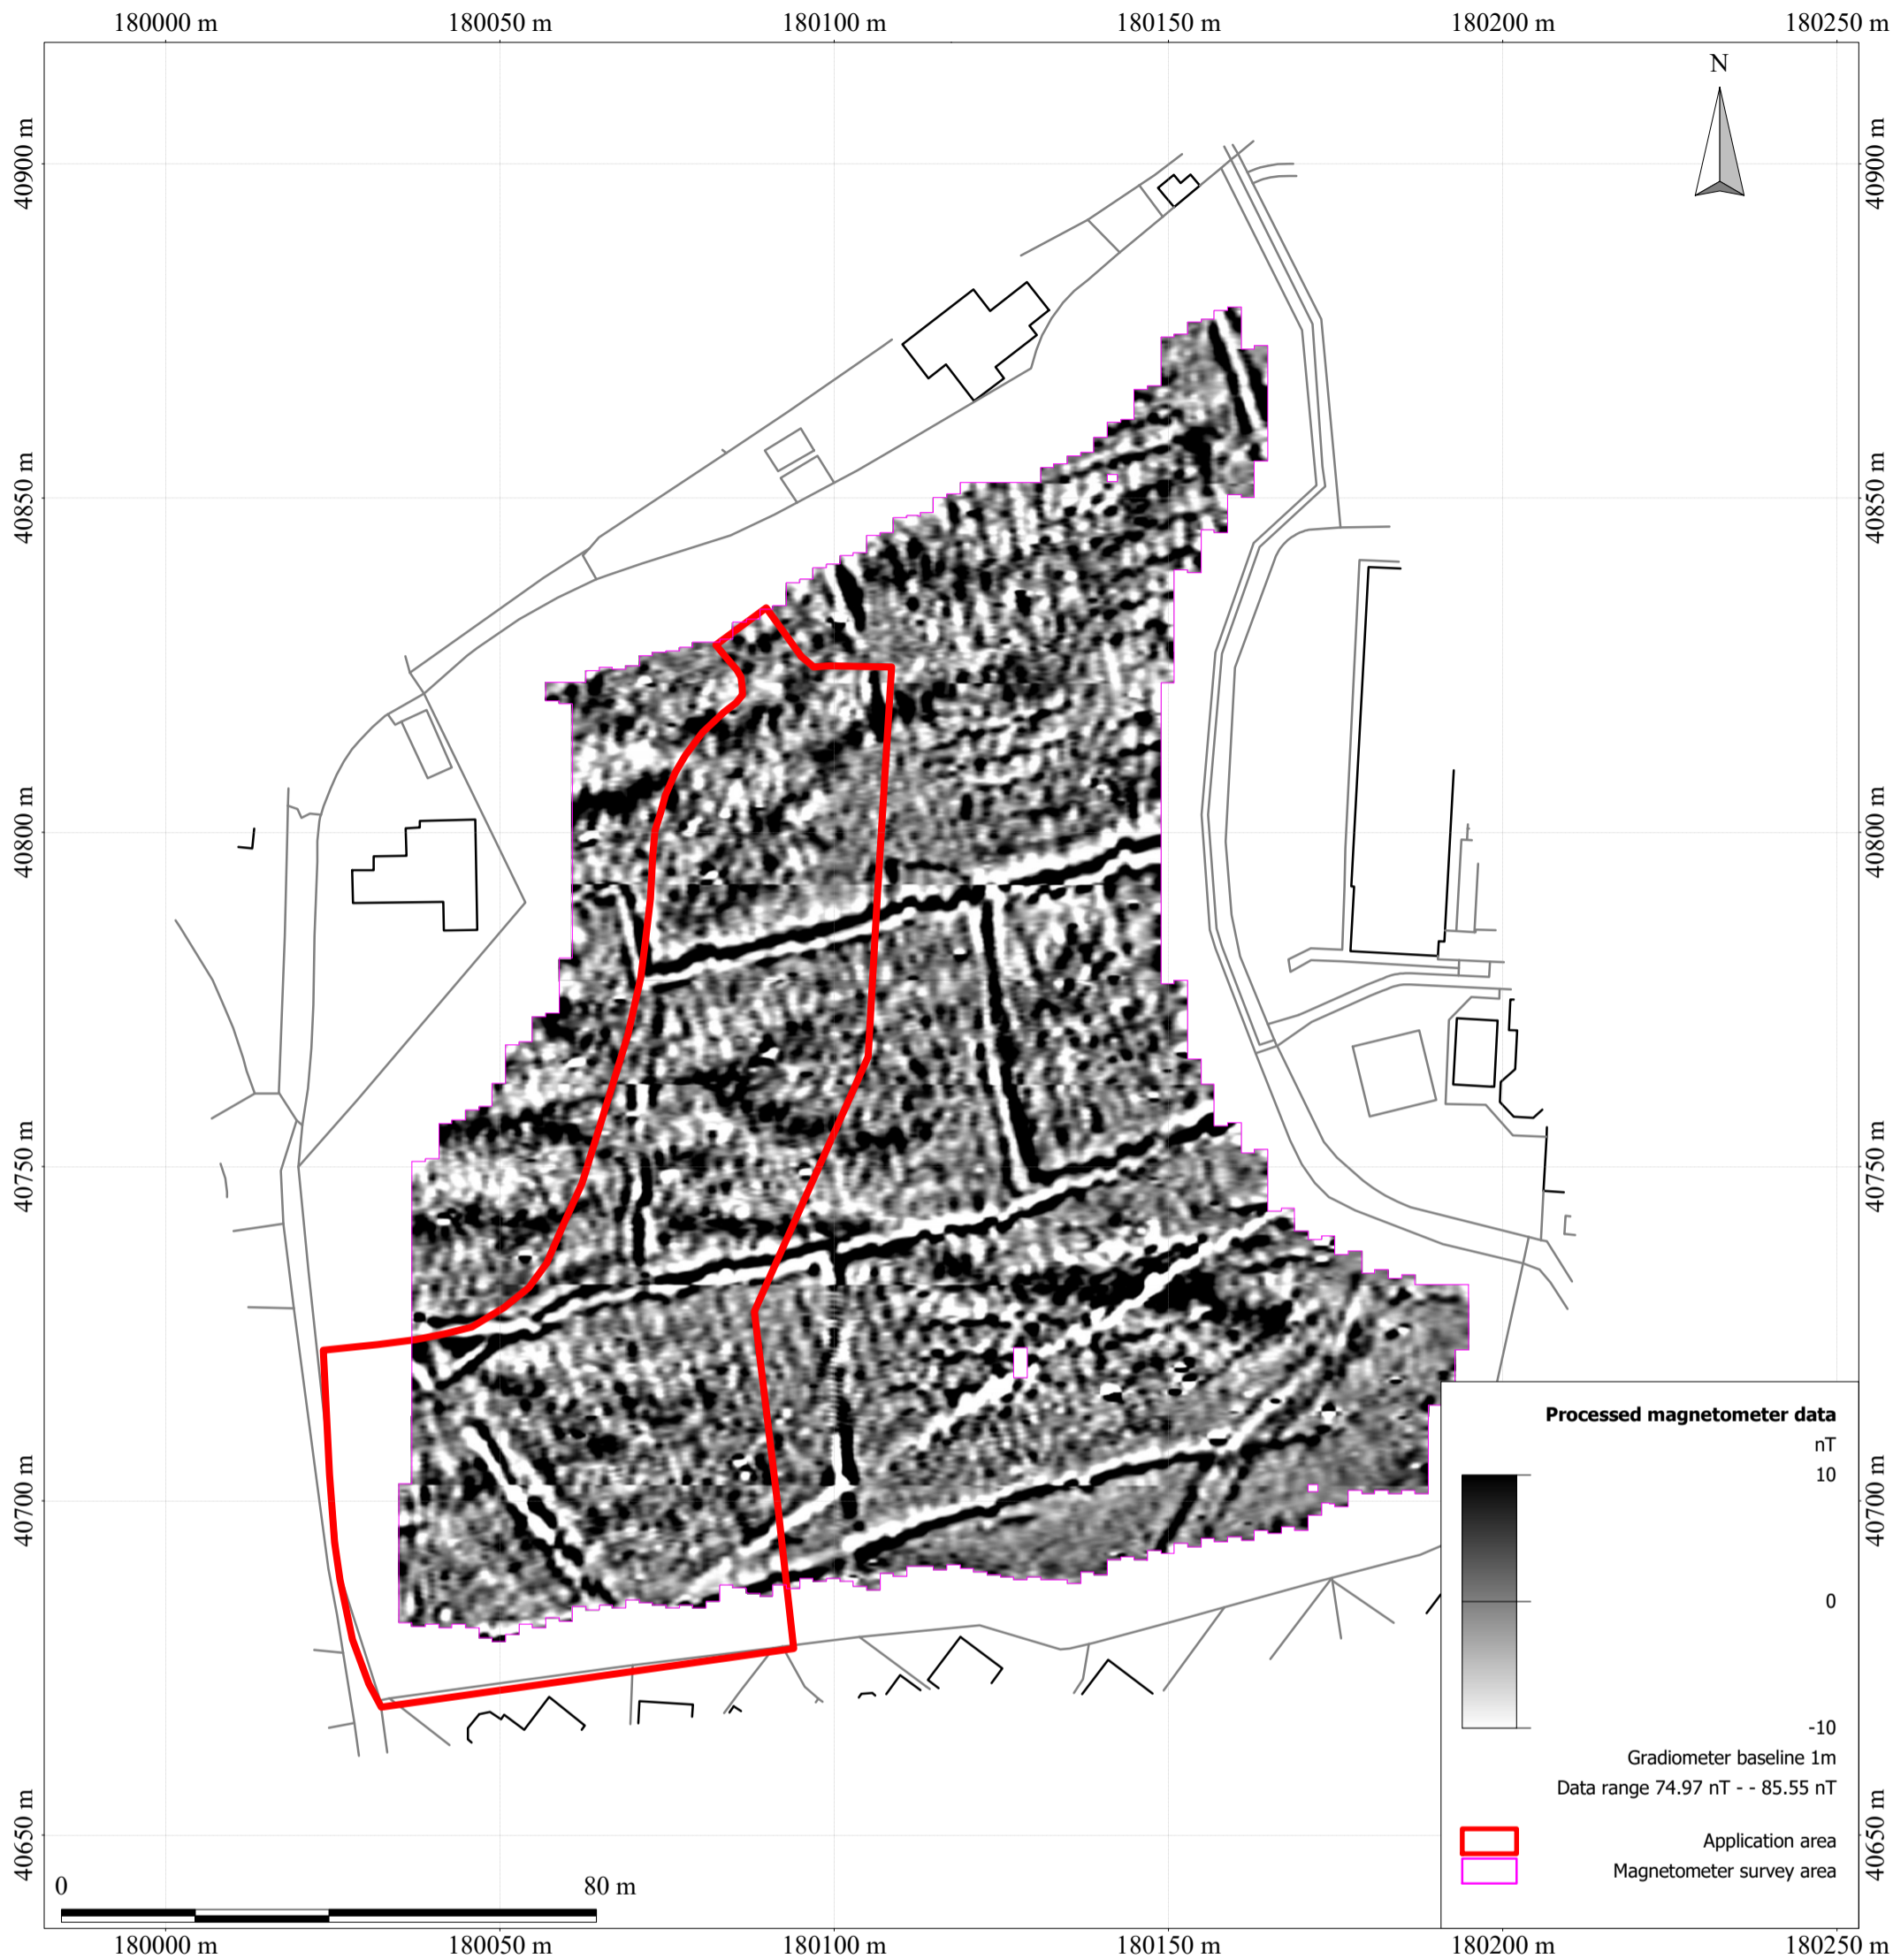 180000 m 180050 m 180100 m 180150 m 180200 m 180250 m
N
40900 m 40900 m
40850 m 40850 m
40800 m 40800 m
40750 m 40750 m
40700 m 40700 m
40650 m 40650 m
Processed magnetometer data
nT
10
0
-10
Gradiometer baseline 1m
Data range 74.97 nT - - 85.55 nT
Application area
Magnetometer survey area
0 80 m
180000 m 180050 m 180100 m 180150 m 180200 m 180250 m